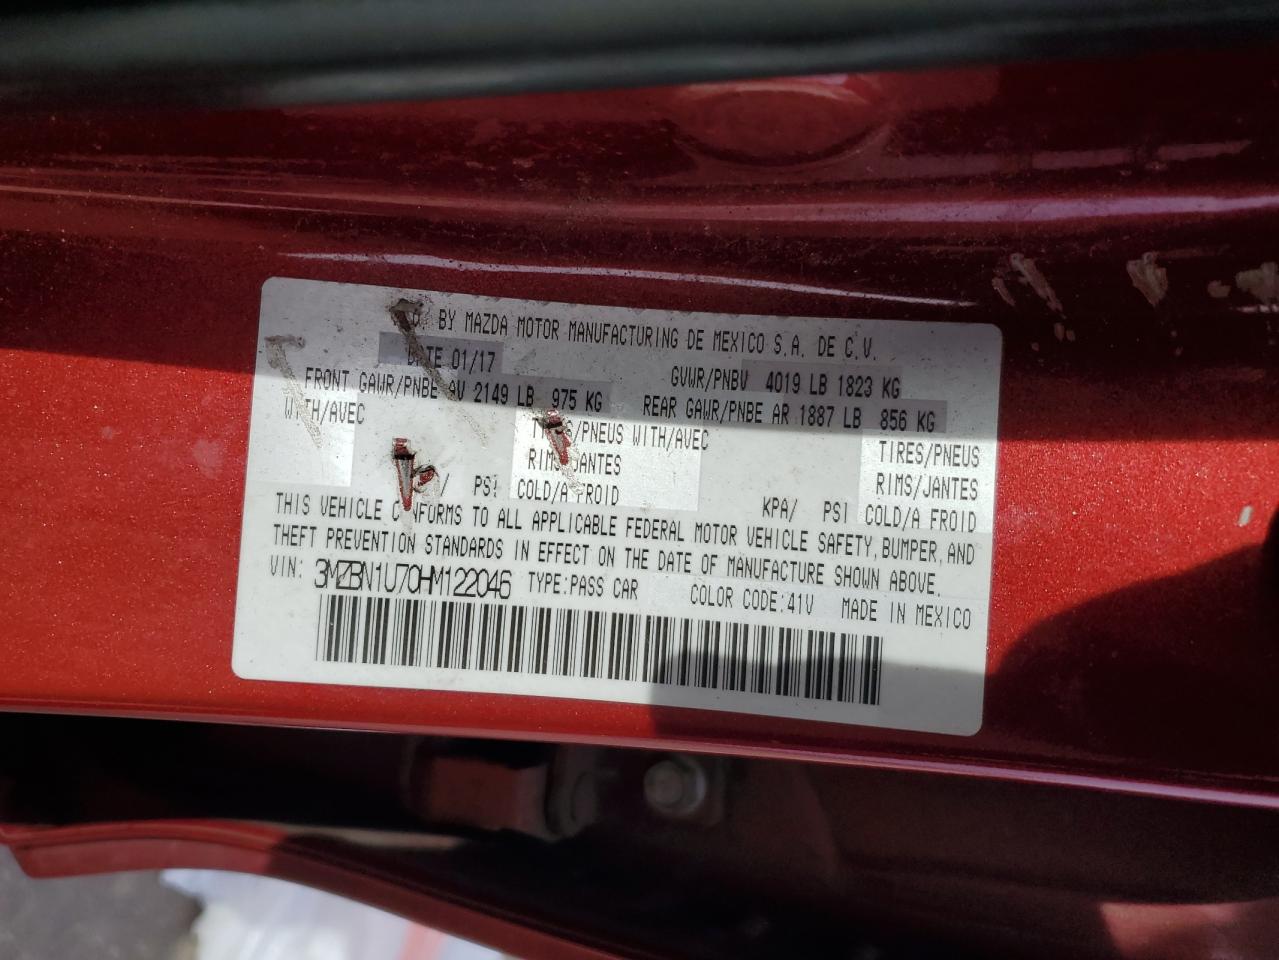 BY MAZDA MOTOR MANUFACTURING DE MEXICO S.A. DE C.V.
DATE 01/17 GVWR/PNBV 4019 LB 1823 KG
FRONT GAWR/PNBE AV 2149 LB 975 KG REAR GAWR/PNBE AR 1887 LB 856 KG
WITH/AVEC TIRES/PNEUS WITH/AVEC TIRES/PNEUS
RIMS/JANTES RIMS/JANTES
/ PSI COLD/A FROID KPA/ PSI COLD/A FROID
THIS VEHICLE CONFORMS TO ALL APPLICABLE FEDERAL MOTOR VEHICLE SAFETY, BUMPER, AND
THEFT PREVENTION STANDARDS IN EFFECT ON THE DATE OF MANUFACTURE SHOWN ABOVE.
VIN: 3MZBN1U70HM122046 TYPE:PASS CAR COLOR CODE:41V MADE IN MEXICO